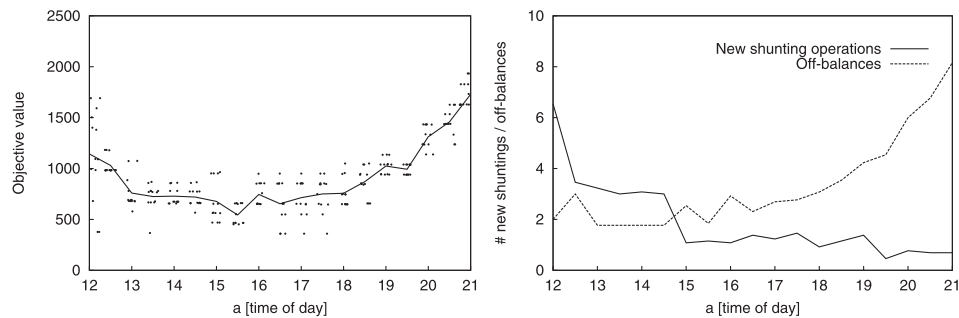 2500
2000
1500
1000
500
0
Objective value
12 13 14 15 16 17 18 19 20 21
a [time of day]
10
8
6
4
2
0
# new shuntings / off-balances
New shunting operations
Off-balances
12 13 14 15 16 17 18 19 20 21
a [time of day]